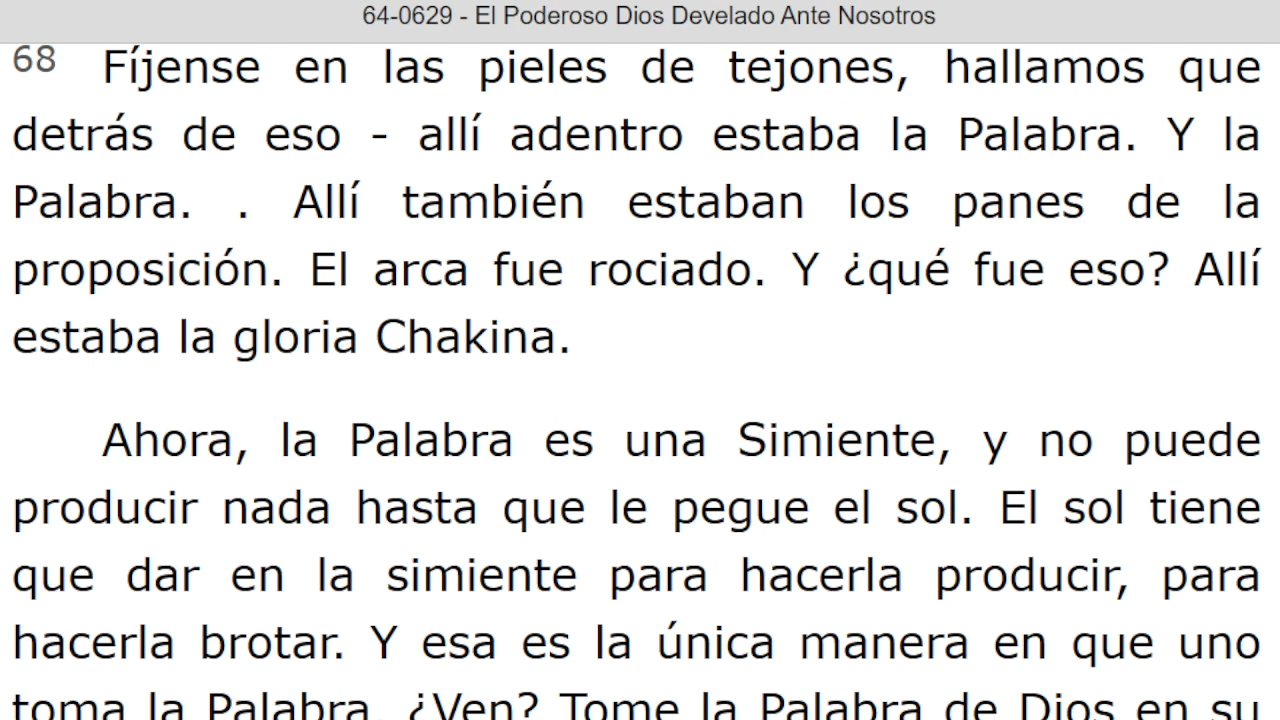 64-0629 - El Poderoso Dios Develado Ante Nosotros
68 Fíjense en las pieles de tejones, hallamos que
detrás de eso - allí adentro estaba la Palabra. Y la
Palabra. . Allí también estaban los panes de la
proposición. El arca fue rociado. Y ¿qué fue eso? Allí
estaba la gloria Chakina.
Ahora, la Palabra es una Simiente, y no puede
producir nada hasta que le pegue el sol. El sol tiene
que dar en la simiente para hacerla producir, para
hacerla brotar. Y esa es la única manera en que uno
toma la Palabra. ¿Ven? Tome la Palabra de Dios en su